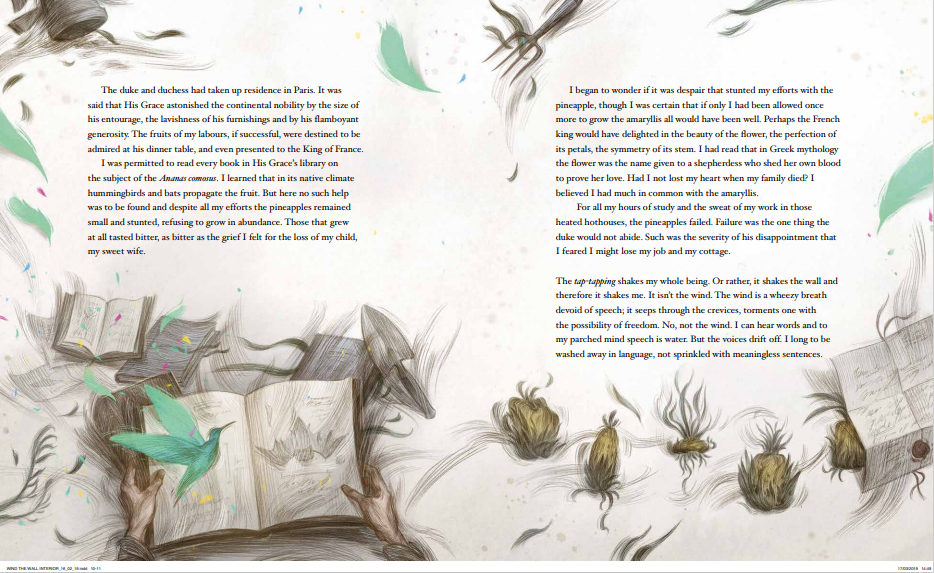 The duke and duchess had taken up residence in Paris. It was
said that His Grace astonished the continental nobility by the size of
his entourage, the lavishness of his furnishings and by his flamboyant
generosity. The fruits of my labours, if successful, were destined to be
admired at his dinner table, and even presented to the King of France.
I was permitted to read every book in His Grace's library on
the subject of the Ananas comosus. I learned that in its native climate
hummingbirds and bats propagate the fruit. But here no such help
was to be found and despite all my efforts the pineapples remained
small and stunted, refusing to grow in abundance. Those that grew
at all tasted bitter, as bitter as the grief I felt for the loss of my child,
my sweet wife.
I began to wonder if it was despair that stunted my efforts with the
pineapple, though I was certain that if only I had been allowed once
more to grow the amaryllis all would have been well. Perhaps the French
king would have delighted in the beauty of the flower, the perfection of
its petals, the symmetry of its stem. I had read that in Greek mythology
the flower was the name given to a shepherdess who shed her own blood
to prove her love. Had I not lost my heart when my family died? I
believed I had much in common with the amaryllis.
For all my hours of study and the sweat of my work in those
heated hothouses, the pineapples failed. Failure was the one thing the
duke would not abide. Such was the severity of his disappointment that
I feared I might lose my job and my cottage.
The tap-tapping shakes my whole being. Or rather, it shakes the wall and
therefore it shakes me. It isn't the wind. The wind is a wheezy breath
devoid of speech; it seeps through the crevices, torments one with
the possibility of freedom. No, not the wind. I can hear words and to
my parched mind speech is water. But the voices drift off. I long to be
washed away in language, not sprinkled with meaningless sentences.